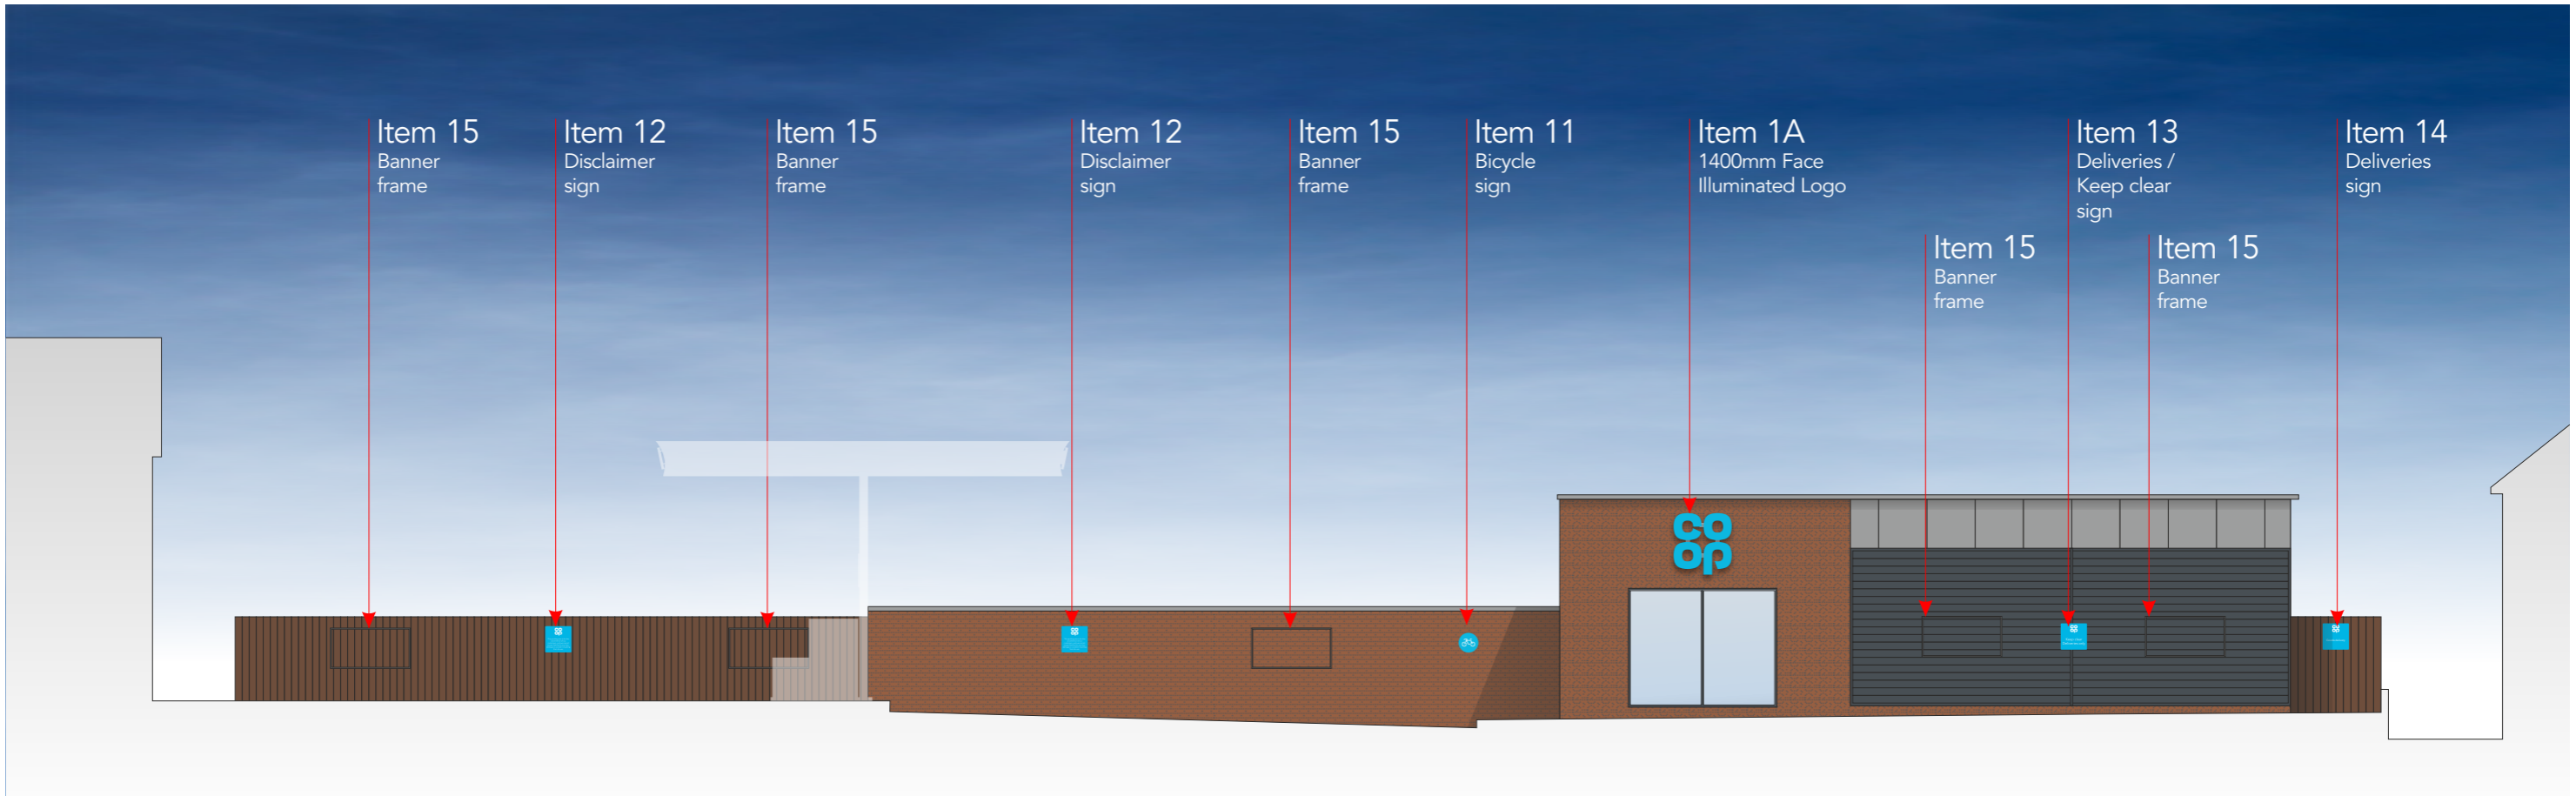 Item 15
Banner
frame
Item 12
Disclaimer
sign
Item 15
Banner
frame
Item 12
Disclaimer
sign
Item 15
Banner
frame
Item 11
Bicycle
sign
Item 1A
1400mm Face
Illuminated Logo
Item 13
Deliveries /
Keep clear
sign
Item 14
Deliveries
sign
Item 15
Banner
frame
Item 15
Banner
frame
co
op